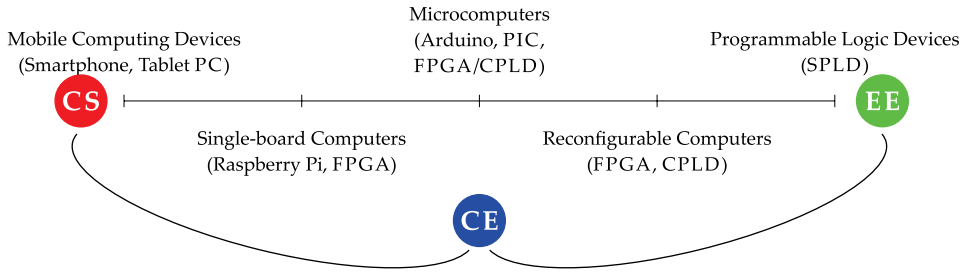 Microcomputers
(Arduino, PIC,
FPGA/CPLD)
Mobile Computing Devices
(Smartphone, Tablet PC)
Programmable Logic Devices
(SPLD)
CS
EE
Single-board Computers
(Raspberry Pi, FPGA)
Reconfigurable Computers
(FPGA, CPLD)
CE